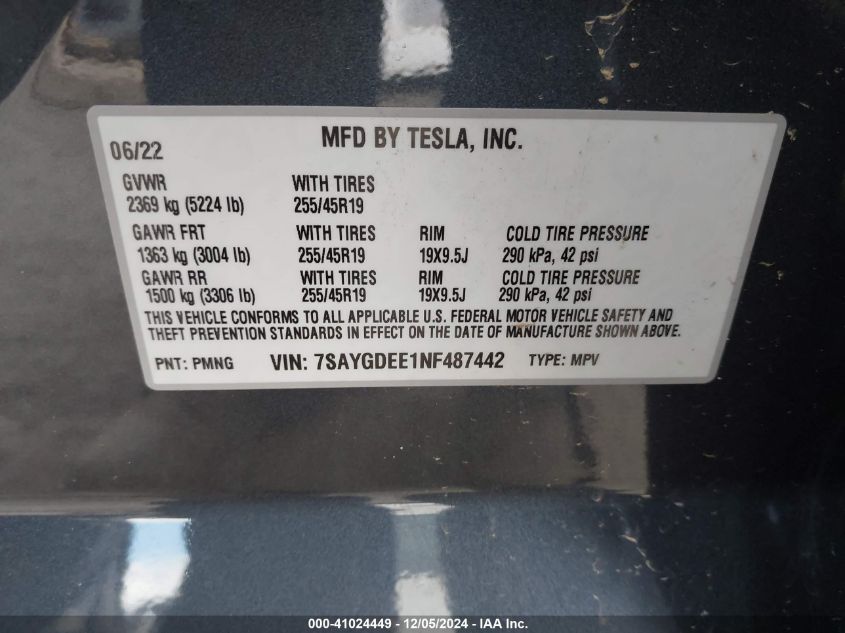 06/22 MFD BY TESLA, INC.
GVWR WITH TIRES
2369 kg (5224 lb) 255/45R19
GAWR FRT WITH TIRES RIM COLD TIRE PRESSURE
1363 kg (3004 lb) 255/45R19 19X9.5J 290 kPa, 42 psi
GAWR RR WITH TIRES RIM COLD TIRE PRESSURE
1500 kg (3306 lb) 255/45R19 19X9.5J 290 kPa, 42 psi
THIS VEHICLE CONFORMS TO ALL APPLICABLE U.S. FEDERAL MOTOR VEHICLE SAFETY AND
THEFT PREVENTION STANDARDS IN EFFECT ON THE DATE OF MANUFACTURE SHOWN ABOVE.
PNT: PMNG VIN: 7SAYGDEE1NF487442 TYPE: MPV
000-41024449 - 12/05/2024 - IAA Inc.